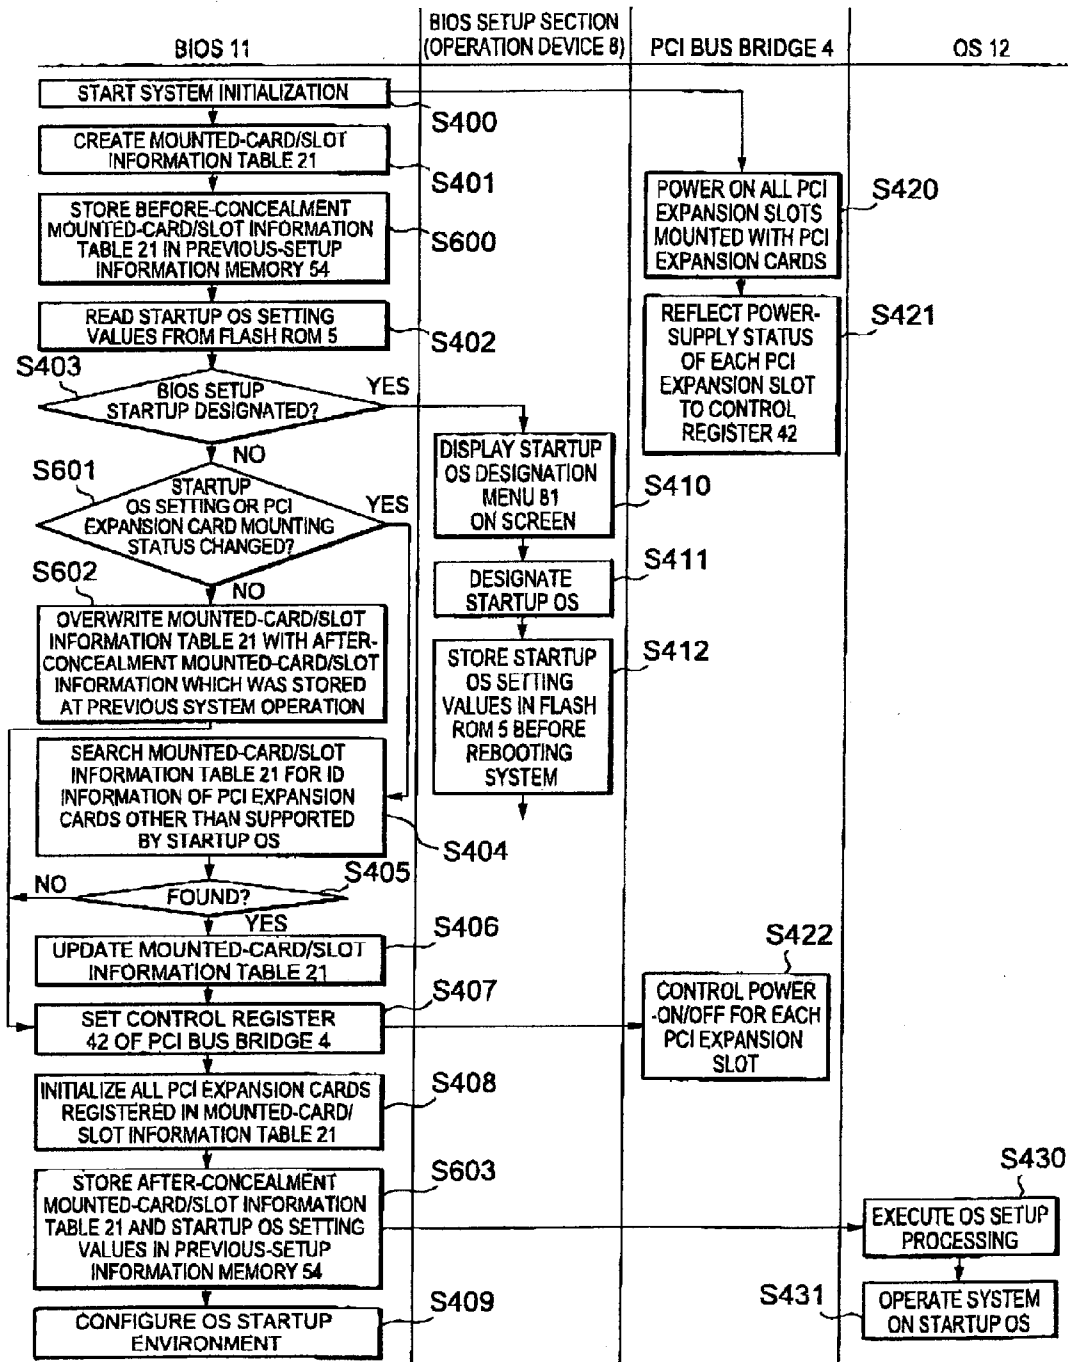 BIOS 11
BIOS SETUP SECTION
(OPERATION DEVICE 8)
PCI BUS BRIDGE 4
OS 12
START SYSTEM INITIALIZATION
S400
CREATE MOUNTED-CARD/SLOT
INFORMATION TABLE 21
S401
STORE BEFORE-CONCEALMENT
MOUNTED-CARD/SLOT INFORMATION
TABLE 21 IN PREVIOUS-SETUP
INFORMATION MEMORY 54
S600
READ STARTUP OS SETTING
VALUES FROM FLASH ROM 5
S402
S403
BIOS SETUP
STARTUP DESIGNATED?
YES
NO
S601
STARTUP
OS SETTING OR PCI
EXPANSION CARD MOUNTING
STATUS CHANGED?
YES
NO
S602
OVERWRITE MOUNTED-CARD/SLOT
INFORMATION TABLE 21 WITH AFTER-
CONCEALMENT MOUNTED-CARD/SLOT
INFORMATION WHICH WAS STORED
AT PREVIOUS SYSTEM OPERATION
SEARCH MOUNTED-CARD/SLOT
INFORMATION TABLE 21 FOR ID
INFORMATION OF PCI EXPANSION
CARDS OTHER THAN SUPPORTED
BY STARTUP OS
S404
S405
NO
FOUND?
YES
UPDATE MOUNTED-CARD/SLOT
INFORMATION TABLE 21
S406
SET CONTROL REGISTER
42 OF PCI BUS BRIDGE 4
S407
INITIALIZE ALL PCI EXPANSION CARDS
REGISTERED IN MOUNTED-CARD/
SLOT INFORMATION TABLE 21
S408
STORE AFTER-CONCEALMENT
MOUNTED-CARD/SLOT INFORMATION
TABLE 21 AND STARTUP OS SETTING
VALUES IN PREVIOUS-SETUP
INFORMATION MEMORY 54
S603
CONFIGURE OS STARTUP
ENVIRONMENT
S409
DISPLAY STARTUP
OS DESIGNATION
MENU 81
ON SCREEN
S410
DESIGNATE
STARTUP OS
S411
STORE STARTUP
OS SETTING
VALUES IN FLASH
ROM 5 BEFORE
REBOOTING
SYSTEM
S412
POWER ON ALL PCI
EXPANSION SLOTS
MOUNTED WITH PCI
EXPANSION CARDS
S420
REFLECT POWER-
SUPPLY STATUS
OF EACH PCI
EXPANSION SLOT
TO CONTROL
REGISTER 42
S421
S422
CONTROL POWER
-ON/OFF FOR EACH
PCI EXPANSION
SLOT
S430
EXECUTE OS SETUP
PROCESSING
S431
OPERATE SYSTEM
ON STARTUP OS